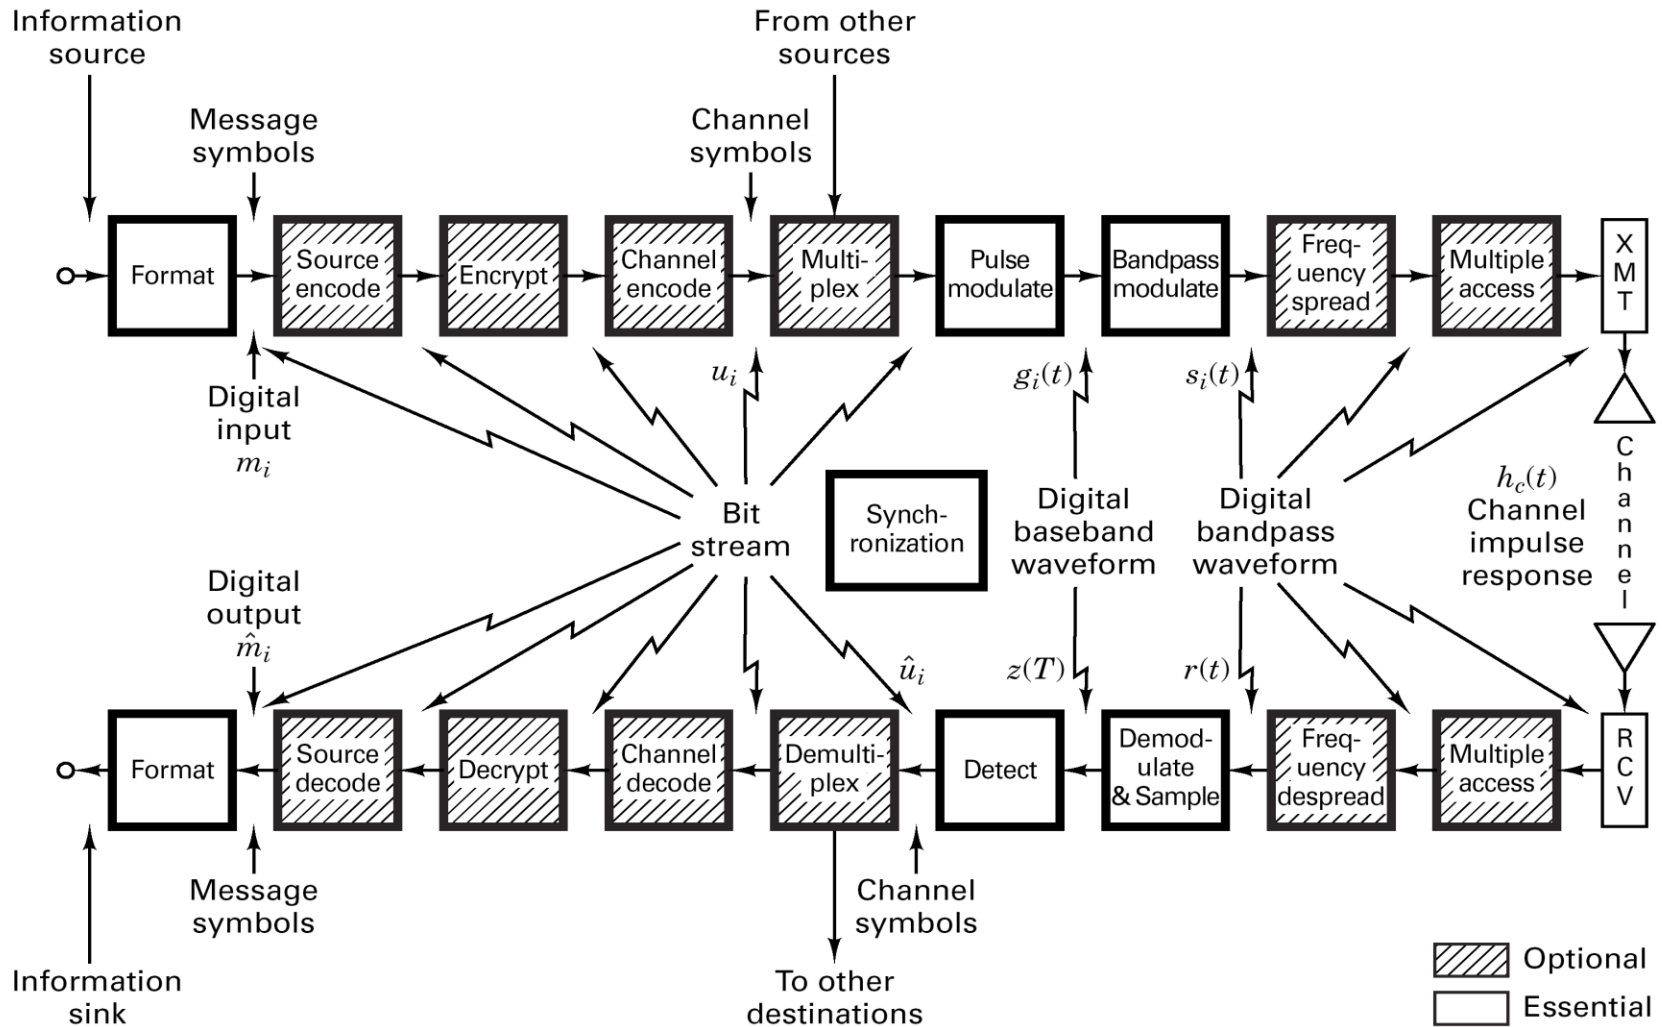 Information
source
From other
sources
Message
symbols
Channel
symbols
Format
Source
encode
Encrypt
Channel
encode
Multi-
plex
Pulse
modulate
Bandpass
modulate
Freq-
uency
spread
Multiple
access
X
M
T
Digital
input
m_i
u_i
g_i(t)
s_i(t)
Bit
stream
Synch-
ronization
Digital
baseband
waveform
Digital
bandpass
waveform
h_c(t)
Channel
impulse
response
C
h
a
n
n
e
l
Digital
output
m̂_i
û_i
z(T)
r(t)
Format
Source
decode
Decrypt
Channel
decode
Demulti-
plex
Detect
Demod-
ulate
& Sample
Freq-
uency
despread
Multiple
access
R
C
V
Message
symbols
Channel
symbols
Information
sink
To other
destinations
Optional
Essential